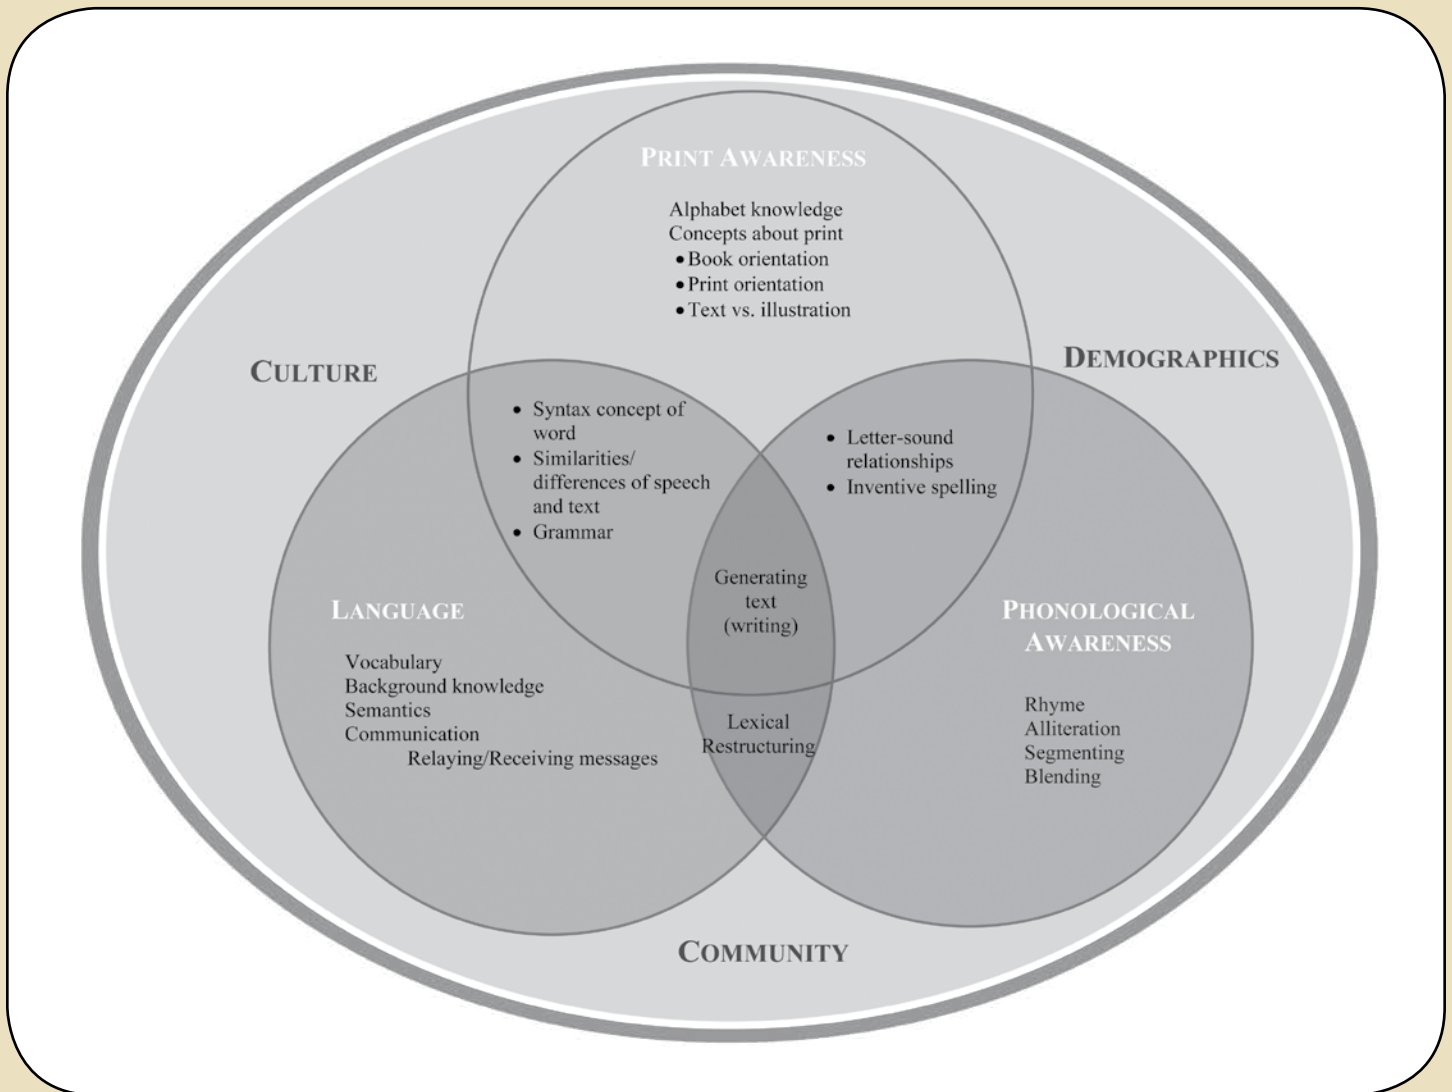 PRINT AWARENESS
Alphabet knowledge
Concepts about print
• Book orientation
• Print orientation
• Text vs. illustration
CULTURE
DEMOGRAPHICS
• Syntax concept of
word
• Similarities/
differences of speech
and text
• Grammar
• Letter-sound
relationships
• Inventive spelling
Generating
text
(writing)
LANGUAGE
Vocabulary
Background knowledge
Semantics
Communication
Relaying/Receiving messages
PHONOLOGICAL
AWARENESS
Rhyme
Alliteration
Segmenting
Blending
Lexical
Restructuring
COMMUNITY